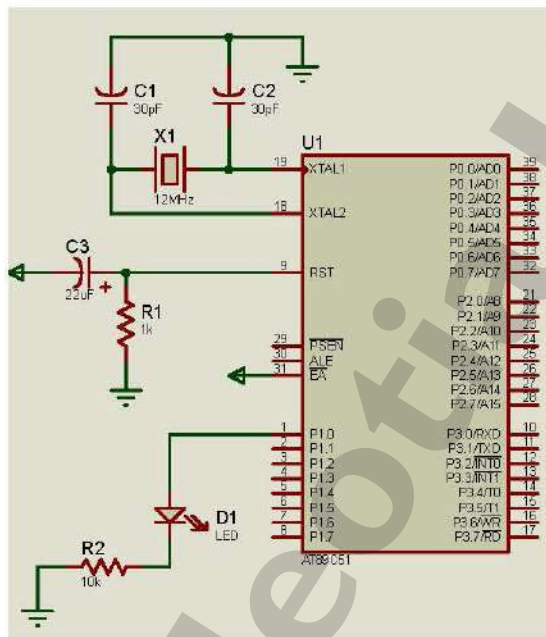 C1
30pF
C2
30pF
X1
12MHz
U1
19 XTAL1
18 XTAL2
C3
22uF
+
9 RST
R1
1k
29 PSEN
30 ALE
31 EA
1 P1.0
2 P1.1
3 P1.2
4 P1.3
5 P1.4
6 P1.5
7 P1.6
8 P1.7
P0.0/AD0 39
P0.1/AD1 38
P0.2/AD2 37
P0.3/AD3 36
P0.4/AD4 35
P0.5/AD5 34
P0.6/AD6 33
P0.7/AD7 32
P2.0/A8 21
P2.1/A9 22
P2.2/A10 23
P2.3/A11 24
P2.4/A12 25
P2.5/A13 26
P2.6/A14 27
P2.7/A15 28
P3.0/RXD 10
P3.1/TXD 11
P3.2/INT0 12
P3.3/INT1 13
P3.4/T0 14
P3.5/T1 15
P3.6/WR 16
P3.7/RD 17
D1
LED
R2
10k
AT89C51